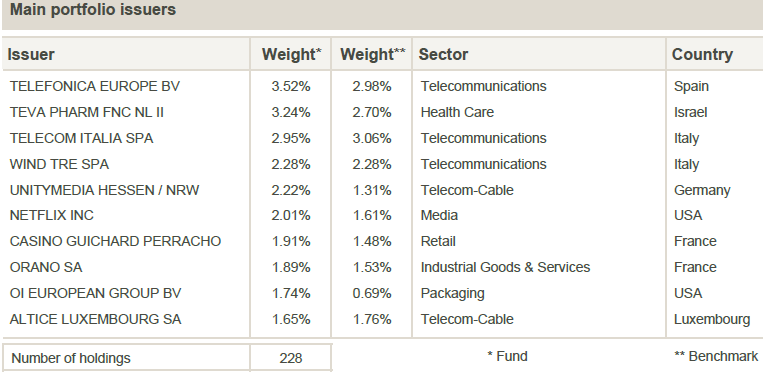 Main portfolio issuers
Issuer Weight* Weight** Sector Country
TELEFONICA EUROPE BV 3.52% 2.98% Telecommunications Spain
TEVA PHARM FNC NL II 3.24% 2.70% Health Care Israel
TELECOM ITALIA SPA 2.95% 3.06% Telecommunications Italy
WIND TRE SPA 2.28% 2.28% Telecommunications Italy
UNITYMEDIA HESSEN / NRW 2.22% 1.31% Telecom-Cable Germany
NETFLIX INC 2.01% 1.61% Media USA
CASINO GUICHARD PERRACHO 1.91% 1.48% Retail France
ORANO SA 1.89% 1.53% Industrial Goods & Services France
OI EUROPEAN GROUP BV 1.74% 0.69% Packaging USA
ALTICE LUXEMBOURG SA 1.65% 1.76% Telecom-Cable Luxembourg
Number of holdings 228 * Fund ** Benchmark